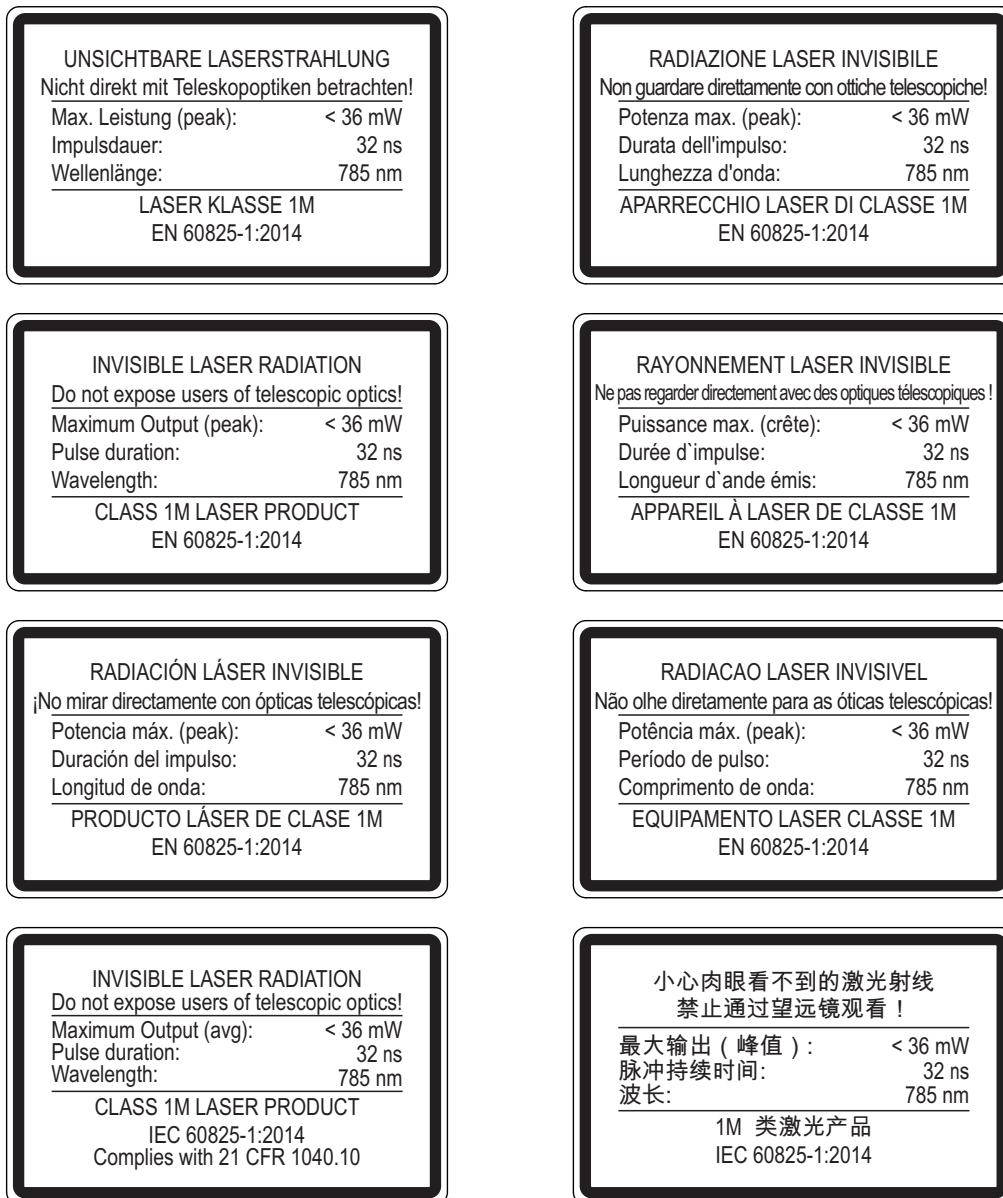 UNSICHTBARE LASERSTRAHLUNG
Nicht direkt mit Teleskopoptiken betrachten!
Max. Leistung (peak): < 36 mW
Impulsdauer: 32 ns
Wellenlänge: 785 nm
LASER KLASSE 1M
EN 60825-1:2014
RADIAZIONE LASER INVISIBILE
Non guardare direttamente con ottiche telescopiche!
Potenza max. (peak): < 36 mW
Durata dell'impulso: 32 ns
Lunghezza d'onda: 785 nm
APARRECCHIO LASER DI CLASSE 1M
EN 60825-1:2014
INVISIBLE LASER RADIATION
Do not expose users of telescopic optics!
Maximum Output (peak): < 36 mW
Pulse duration: 32 ns
Wavelength: 785 nm
CLASS 1M LASER PRODUCT
EN 60825-1:2014
RAYONNEMENT LASER INVISIBLE
Ne pas regarder directement avec des optiques télescopiques !
Puissance max. (crête): < 36 mW
Durée d`impulse: 32 ns
Longueur d`ande émis: 785 nm
APPAREIL À LASER DE CLASSE 1M
EN 60825-1:2014
RADIACIÓN LÁSER INVISIBLE
¡No mirar directamente con ópticas telescópicas!
Potencia máx. (peak): < 36 mW
Duración del impulso: 32 ns
Longitud de onda: 785 nm
PRODUCTO LÁSER DE CLASE 1M
EN 60825-1:2014
RADIACAO LASER INVISIVEL
Não olhe diretamente para as óticas telescópicas!
Potência máx. (peak): < 36 mW
Período de pulso: 32 ns
Comprimento de onda: 785 nm
EQUIPAMENTO LASER CLASSE 1M
EN 60825-1:2014
INVISIBLE LASER RADIATION
Do not expose users of telescopic optics!
Maximum Output (avg): < 36 mW
Pulse duration: 32 ns
Wavelength: 785 nm
CLASS 1M LASER PRODUCT
IEC 60825-1:2014
Complies with 21 CFR 1040.10
小心肉眼看不到的激光射线
禁止通过望远镜观看！
最大输出（峰值）: < 36 mW
脉冲持续时间: 32 ns
波长: 785 nm
1M 类激光产品
IEC 60825-1:2014